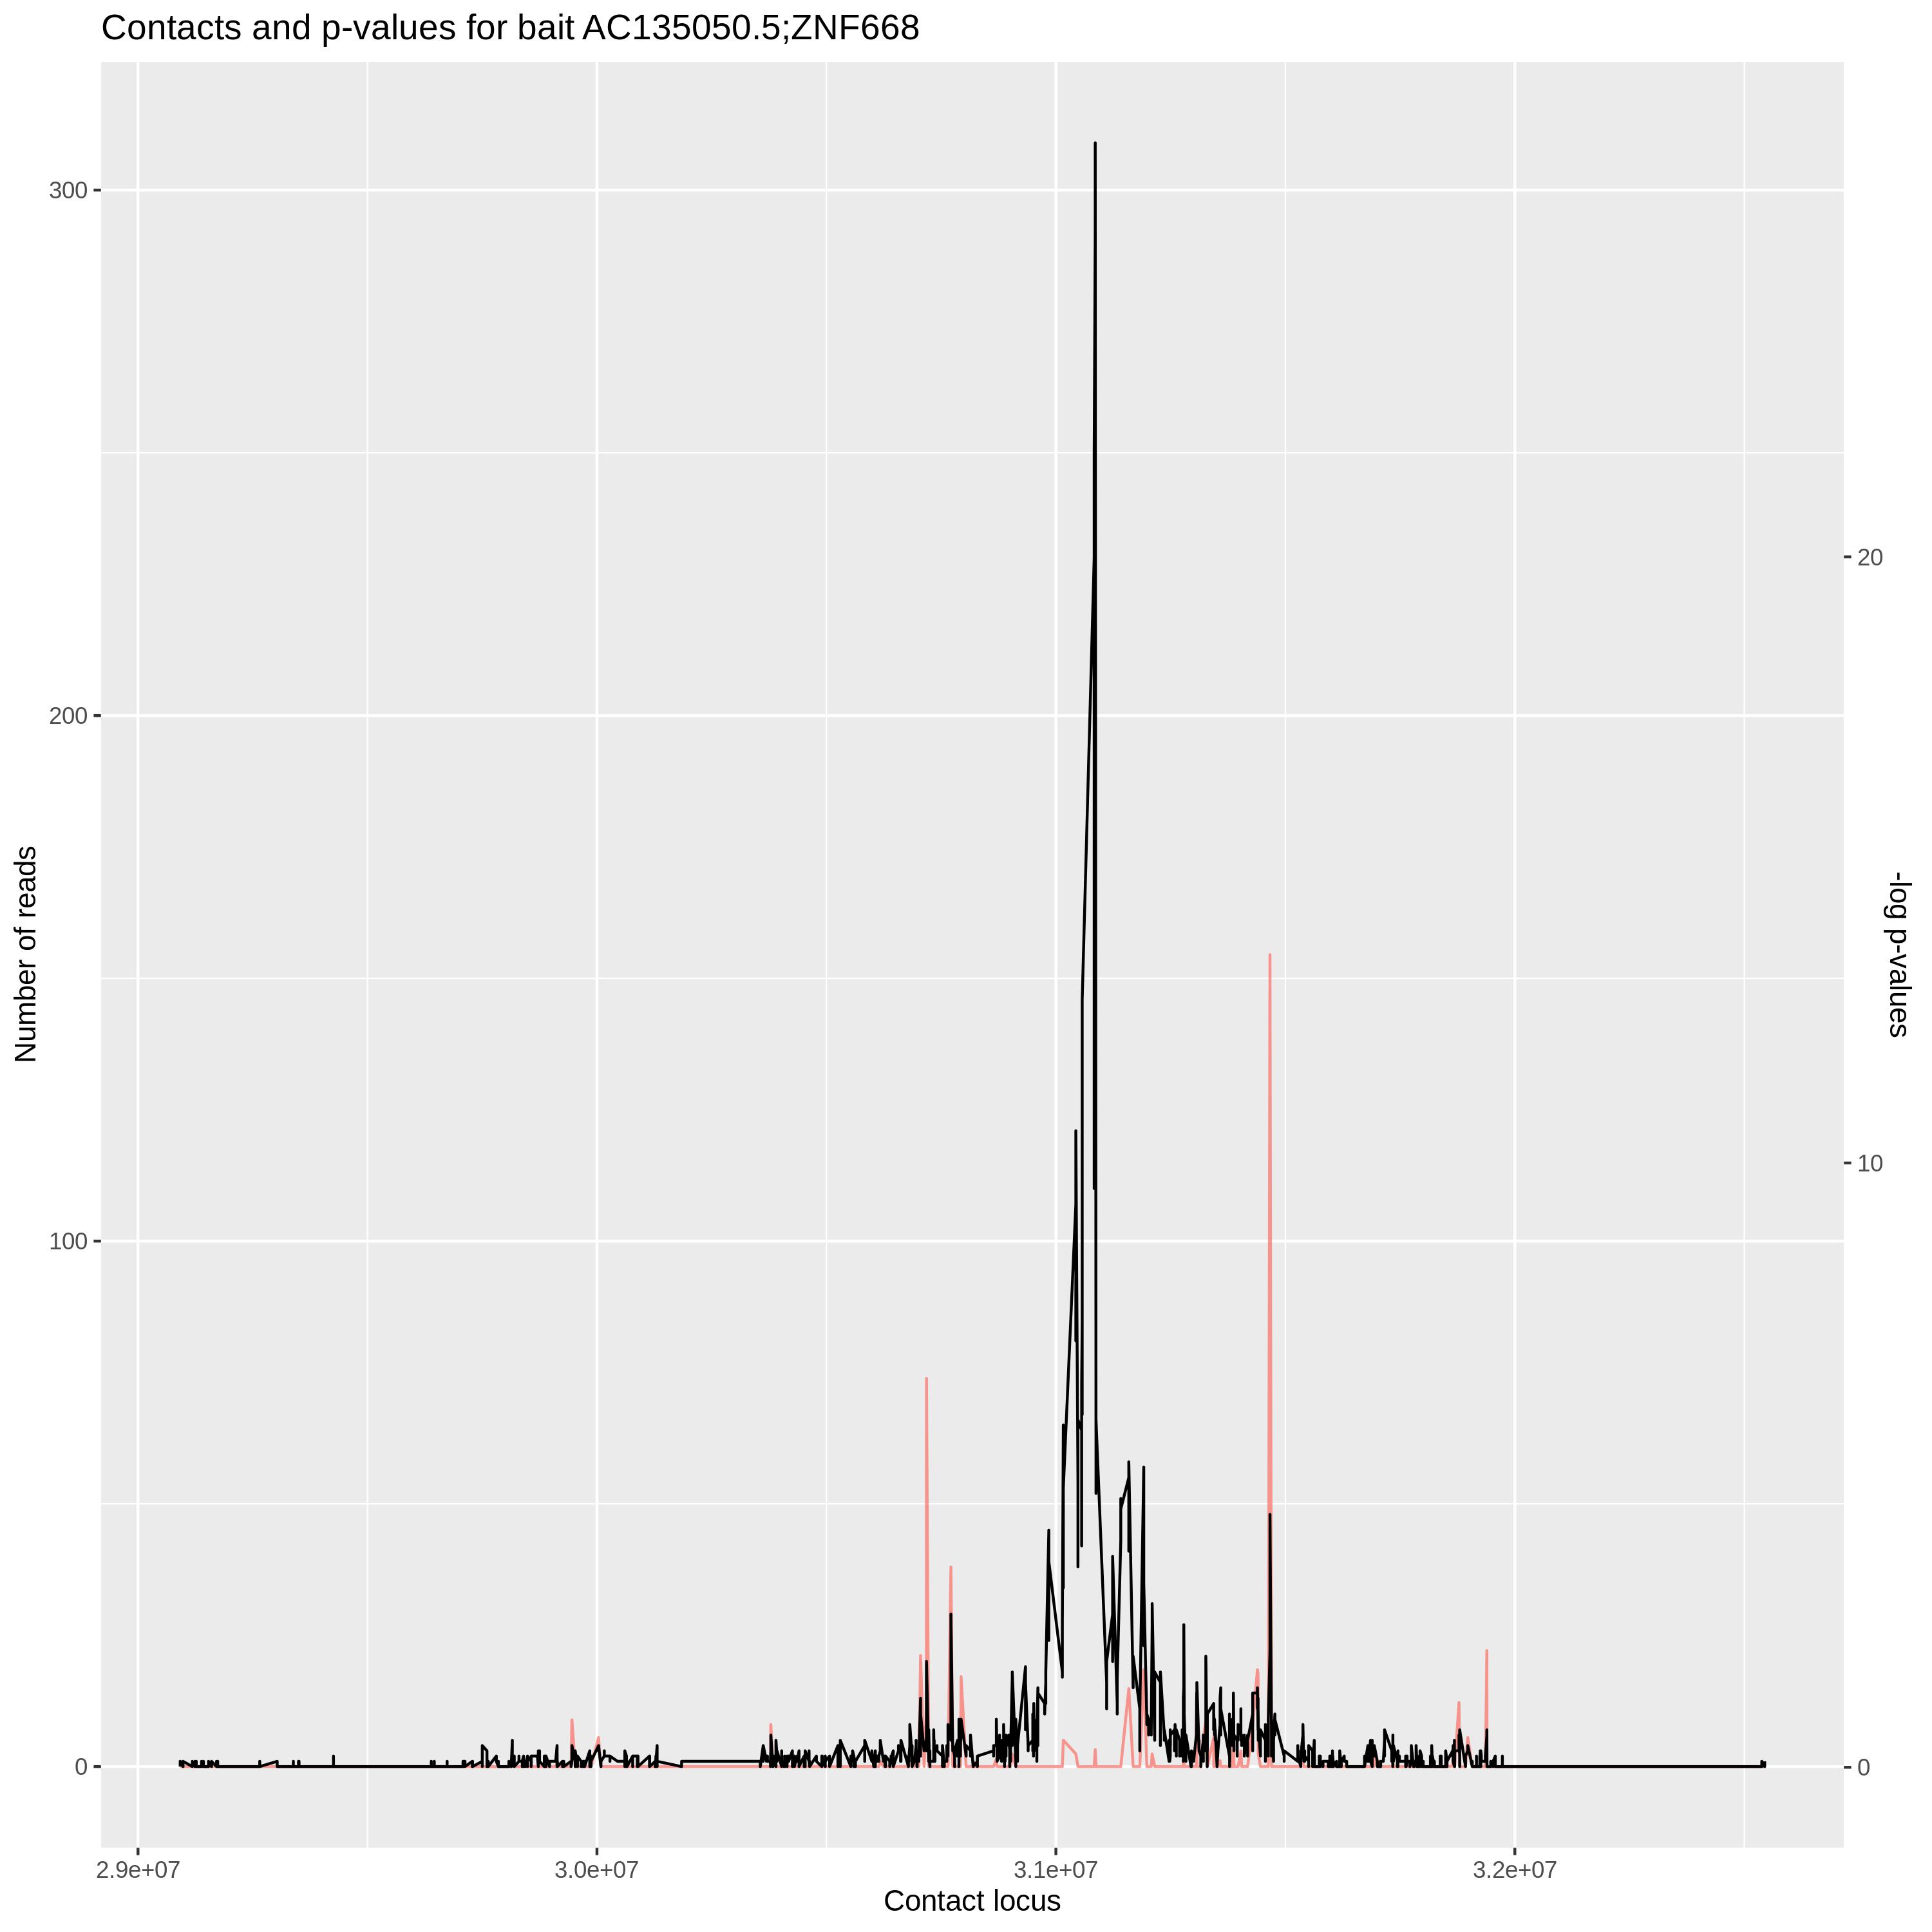 Contacts and p-values for bait AC135050.5;ZNF668
300
200
100
0
Number of reads
20
10
0
-log p-values
2.9e+07
3.0e+07
3.1e+07
3.2e+07
Contact locus